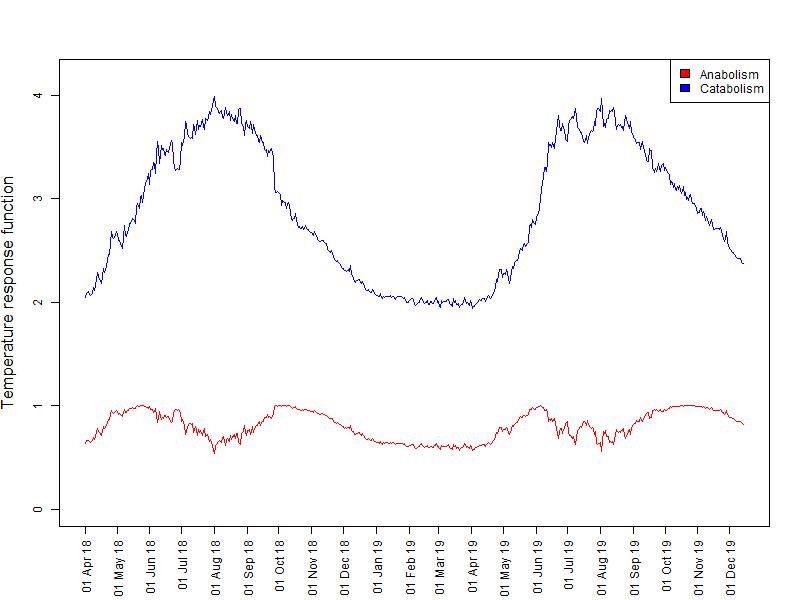 Anabolism
Catabolism
Temperature response function
4
3
2
1
0
01 Apr 18
01 May 18
01 Jun 18
01 Jul 18
01 Aug 18
01 Sep 18
01 Oct 18
01 Nov 18
01 Dec 18
01 Jan 19
01 Feb 19
01 Mar 19
01 Apr 19
01 May 19
01 Jun 19
01 Jul 19
01 Aug 19
01 Sep 19
01 Oct 19
01 Nov 19
01 Dec 19